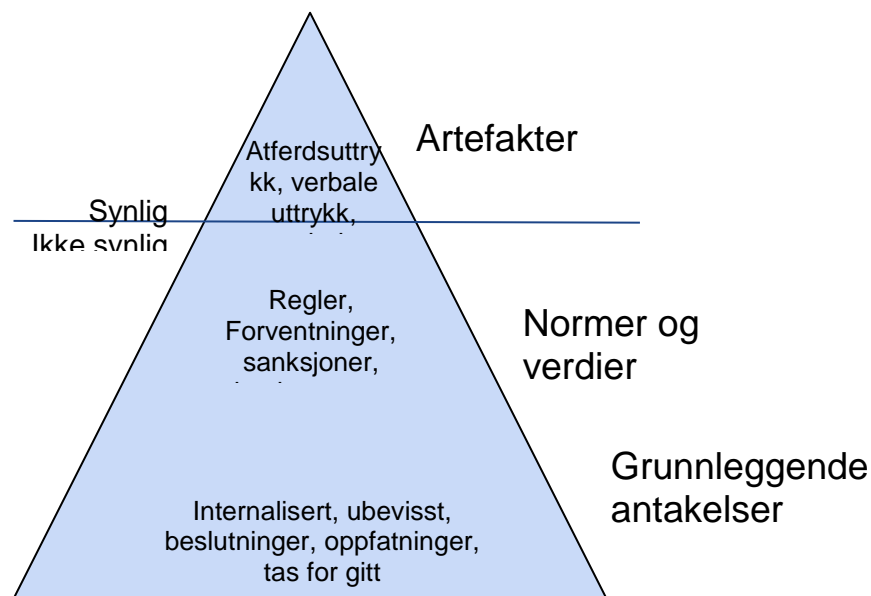 Artefakter
Atferdsuttry
kk, verbale
uttrykk,
Synlig
Ikke synlig
Regler,
Forventninger,
sanksjoner,
Normer og
verdier
Grunnleggende
antakelser
Internalisert, ubevisst,
beslutninger, oppfatninger,
tas for gitt